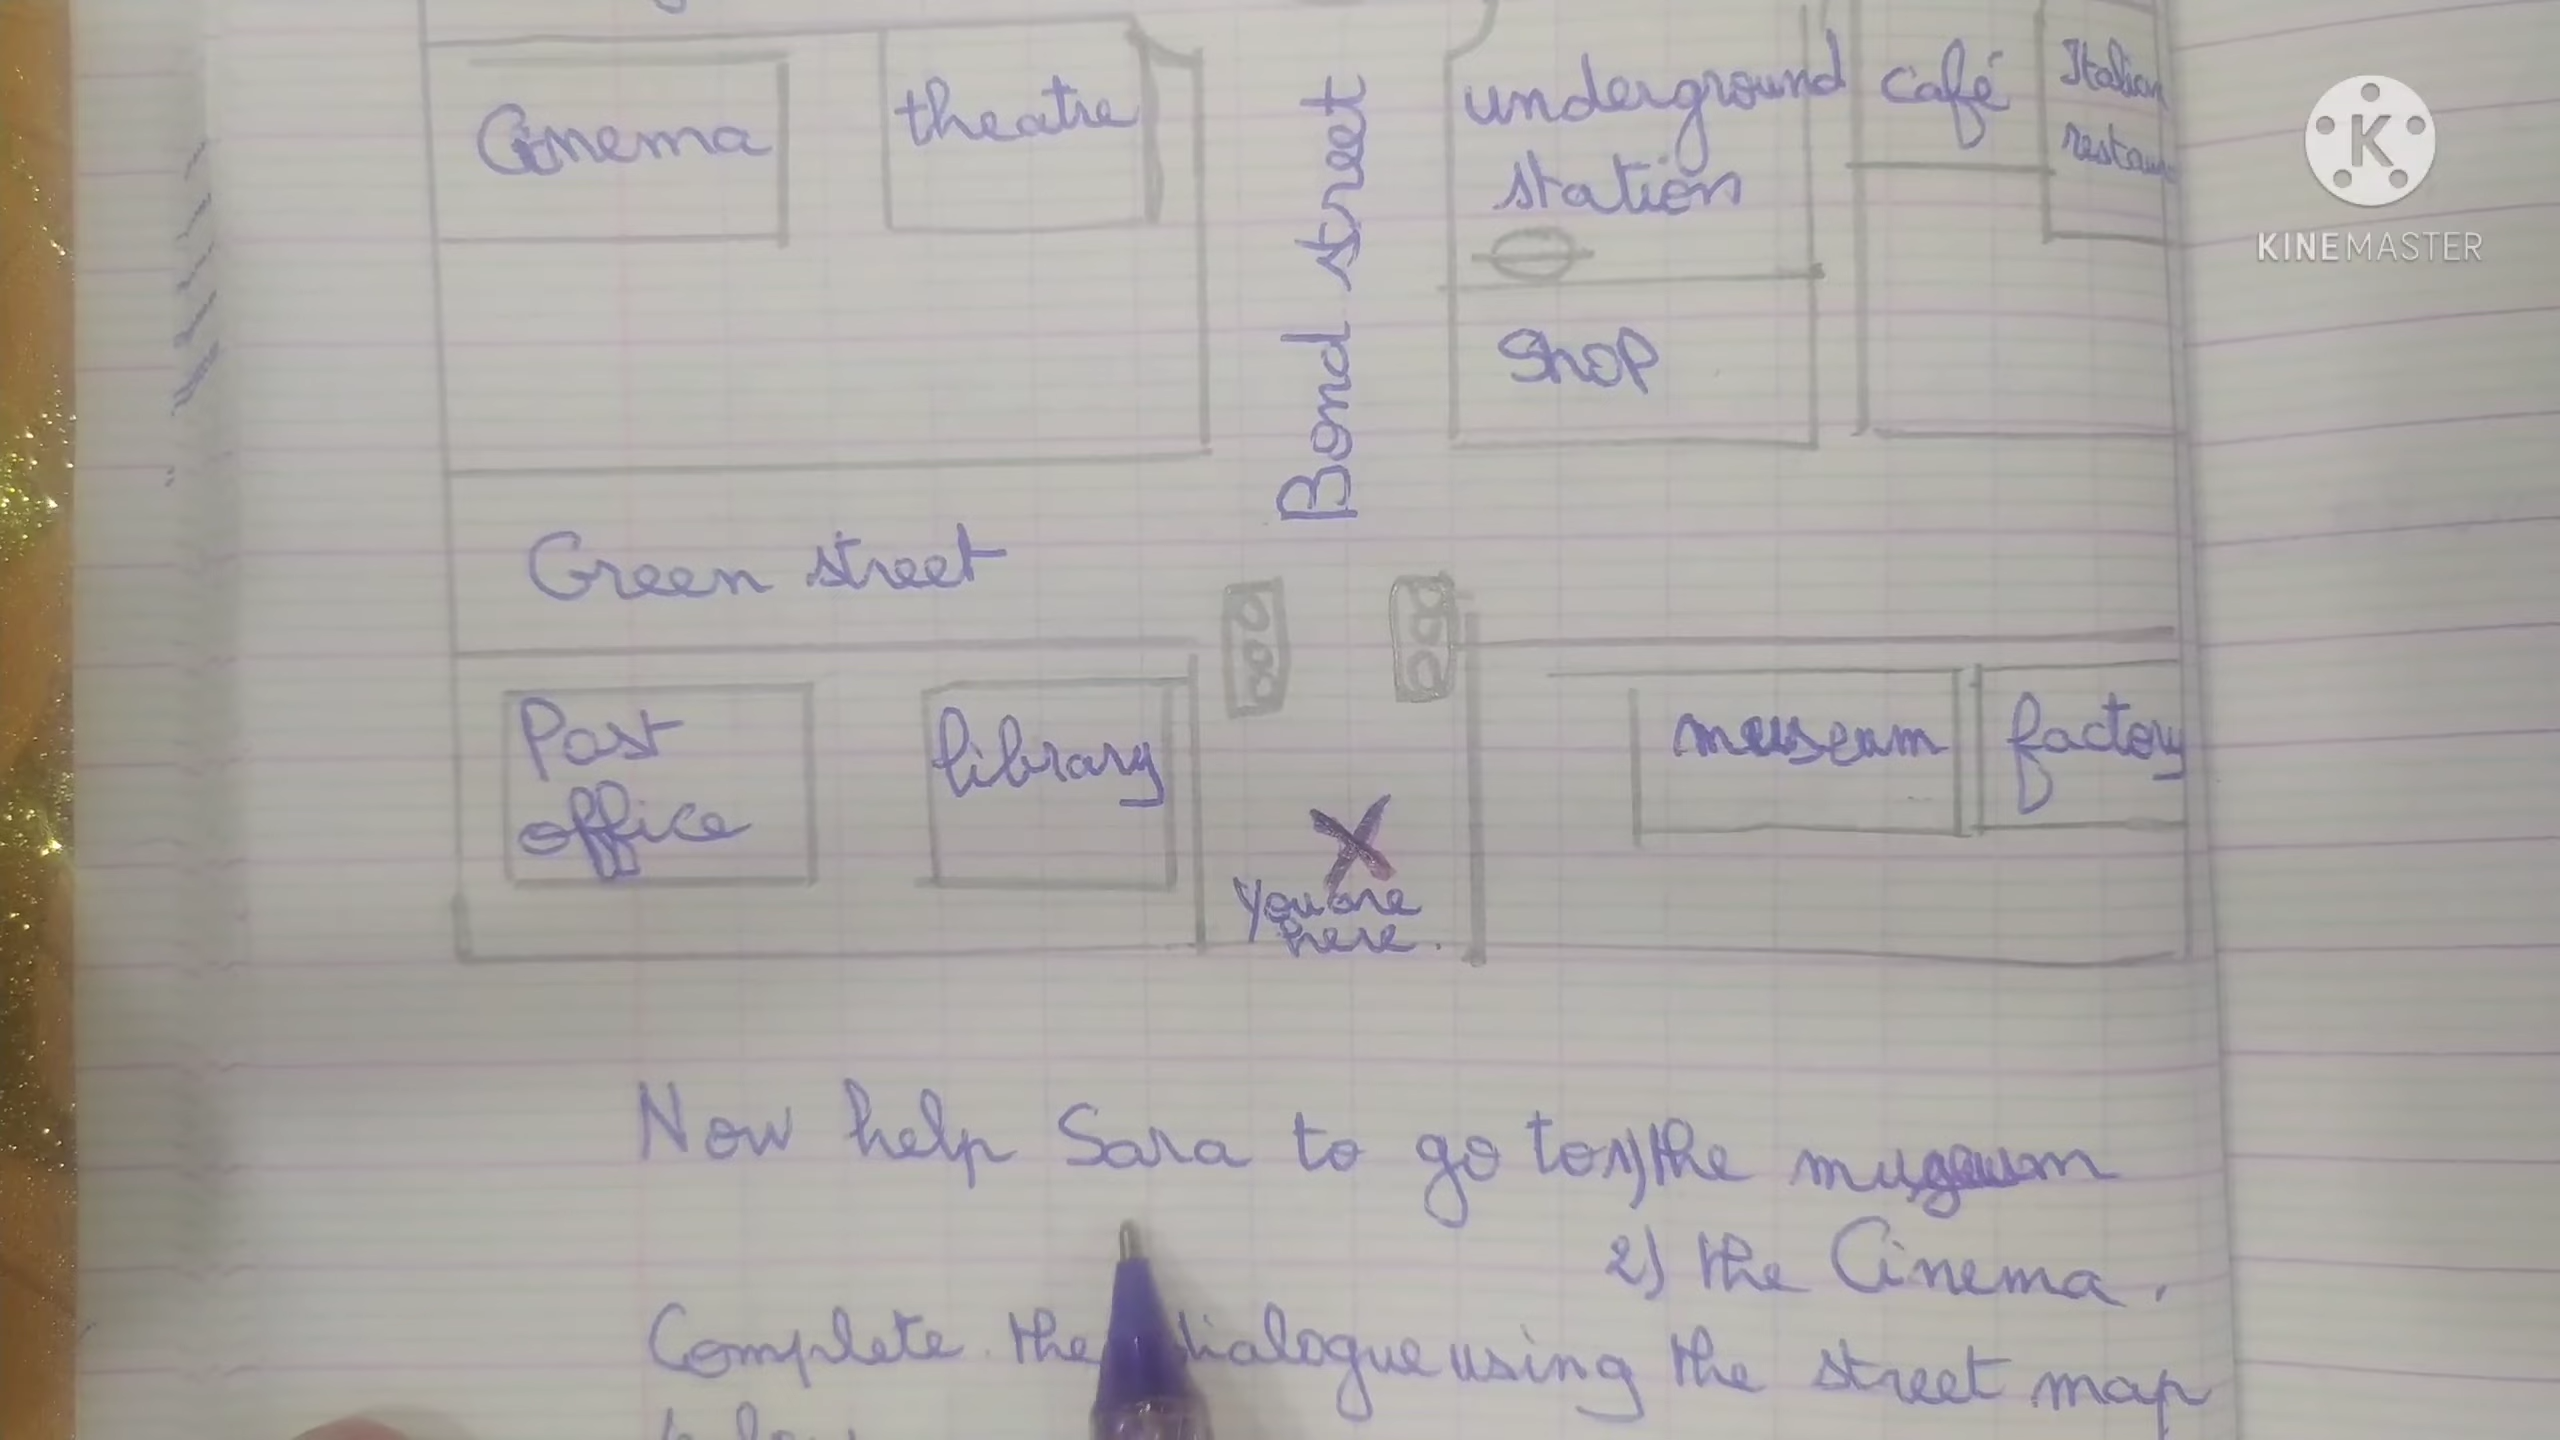 Cinema
theatre
Bond street
underground
station
café
Italian
Shop
Green street
Post
office
library
museum
factory
X
You are
here.
Now help Sara to go to 1) the museum
2) the Cinema.
Complete the dialogue using the street map
K
KINEMASTER